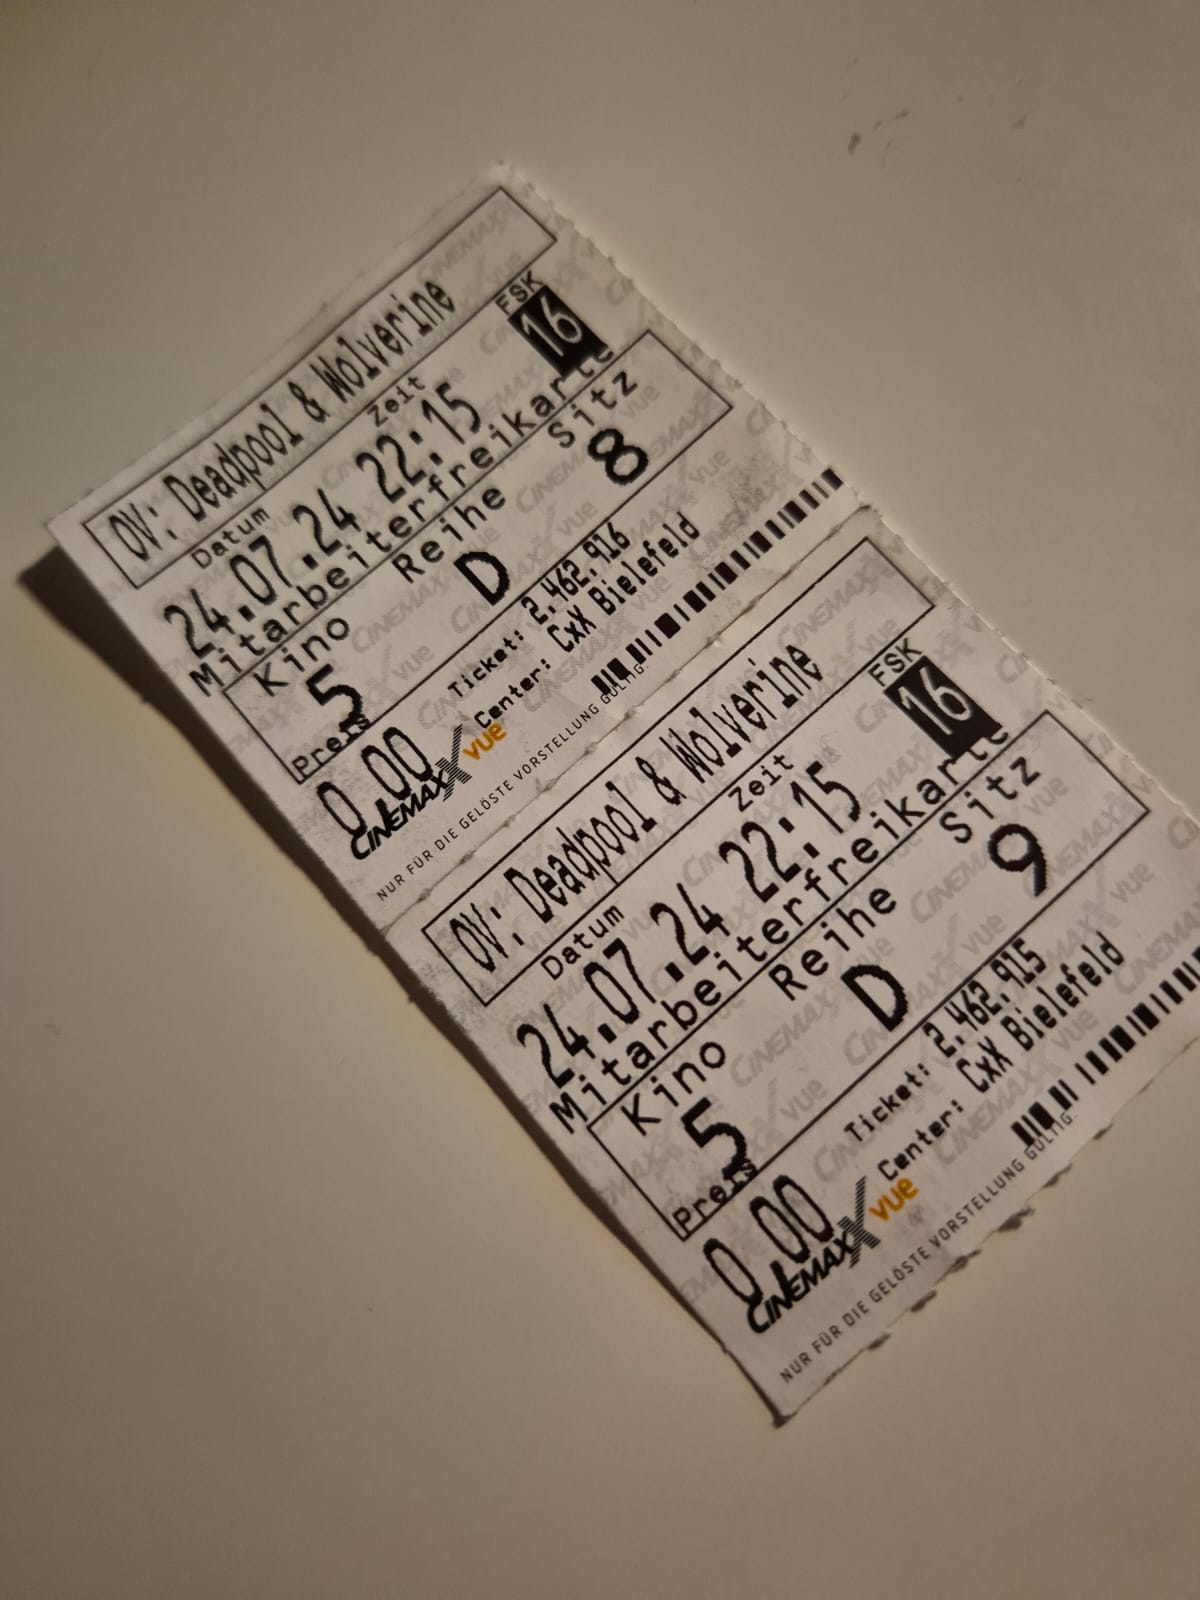 OV: Deadpool & Wolverine
Datum Zeit FSK
24.07.24 22:15 16
Mitarbeiterfreikarte
Kino Reihe Sitz
5 D 8
Preis Ticket: 2.462.916
0,00 Center: CxX Bielefeld
CINEMAXX vue
NUR FÜR DIE GELÖSTE VORSTELLUNG GÜLTIG.
OV: Deadpool & Wolverine
Datum Zeit FSK
24.07.24 22:15 16
Mitarbeiterfreikarte
Kino Reihe Sitz
5 D 9
Preis Ticket: 2.462.915
0,00 Center: CxX Bielefeld
CINEMAXX vue
NUR FÜR DIE GELÖSTE VORSTELLUNG GÜLTIG.